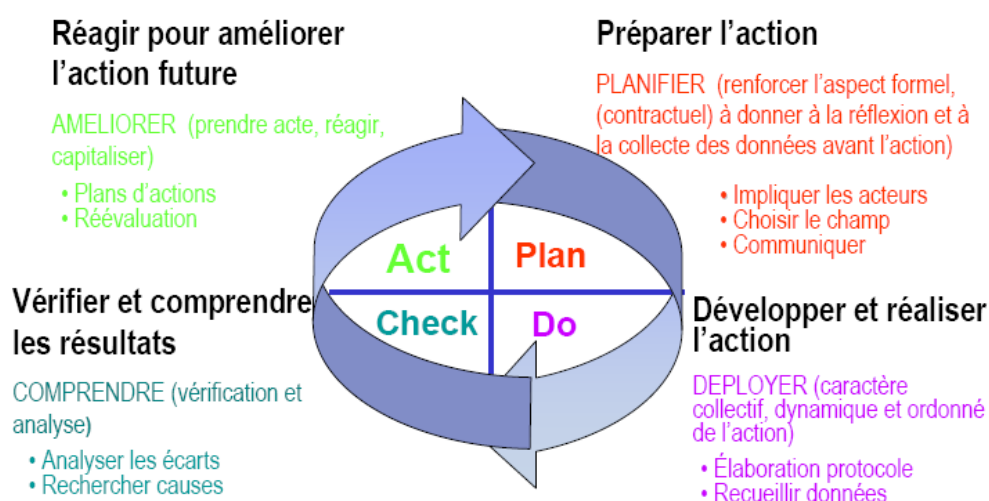 Réagir pour améliorer
l'action future
AMELIORER (prendre acte, réagir,
capitaliser)
• Plans d'actions
• Réévaluation
Préparer l'action
PLANIFIER (renforcer l'aspect formel,
(contractuel) à donner à la réflexion et à
la collecte des données avant l'action)
• Impliquer les acteurs
• Choisir le champ
• Communiquer
Act
Plan
Check
Do
Vérifier et comprendre
les résultats
COMPRENDRE (vérification et
analyse)
• Analyser les écarts
• Rechercher causes
Développer et réaliser
l'action
DEPLOYER (caractère
collectif, dynamique et ordonné
de l'action)
• Élaboration protocole
• Recueillir données